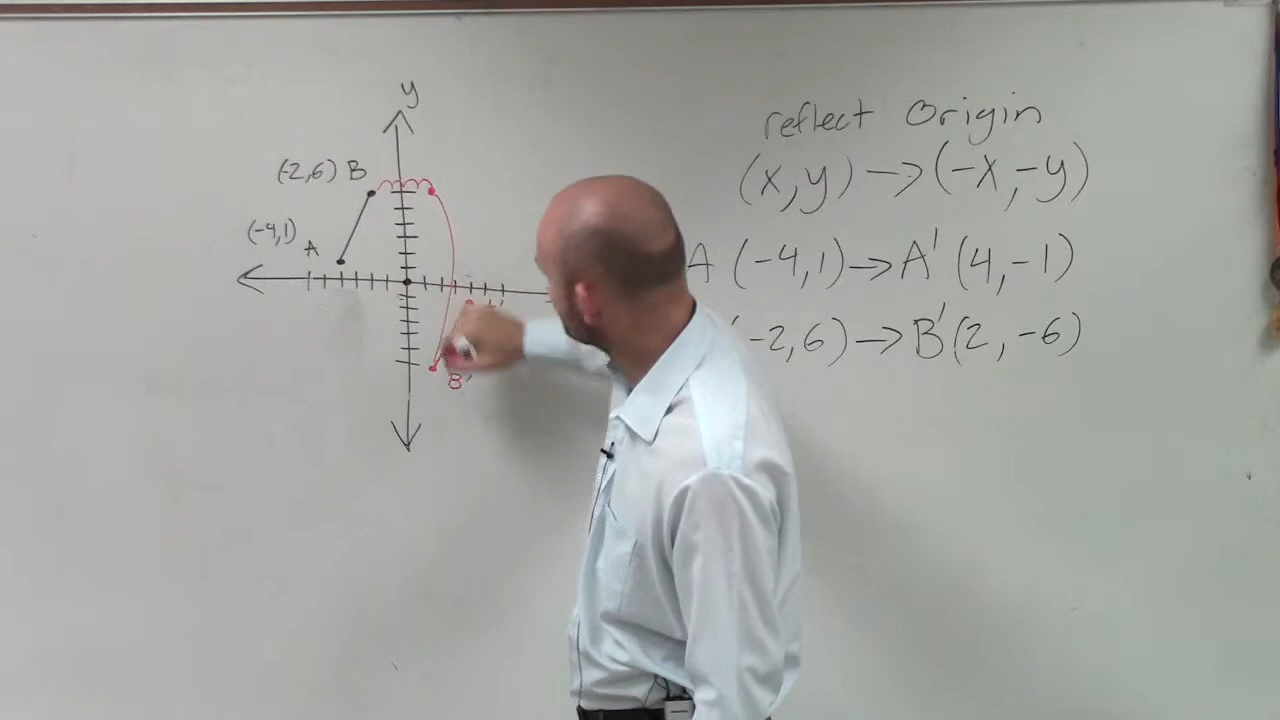 y
(-2,6) B
(-4,1) A
B'
reflect Origin
(x,y) → (-x,-y)
A (-4,1) → A' (4,-1)
-2,6) → B' (2,-6)